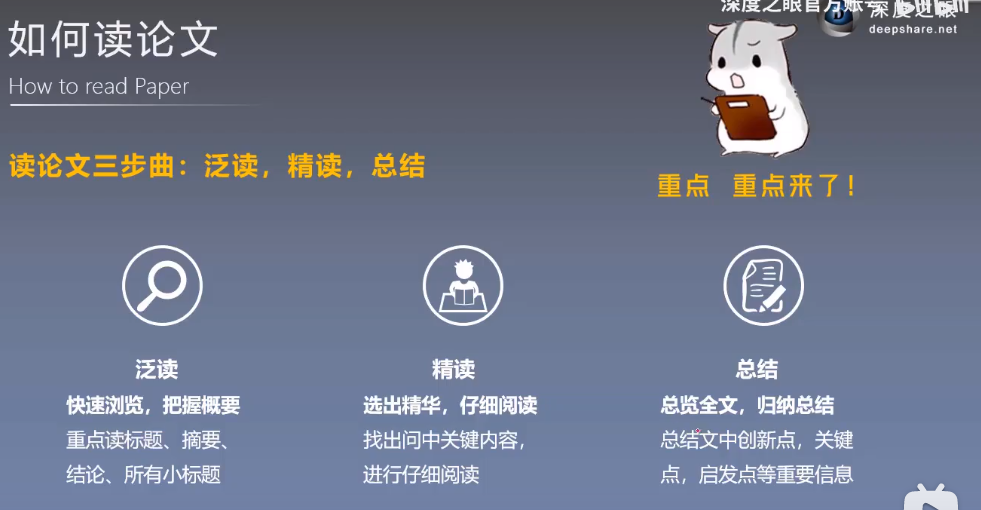 深度之眼官方账号
深度之眼
deepshare.net
如何读论文
How to read Paper
读论文三步曲：泛读，精读，总结
重点 重点来了！
泛读
快速浏览，把握概要
重点读标题、摘要、
结论、所有小标题
精读
选出精华，仔细阅读
找出问中关键内容，
进行仔细阅读
总结
总览全文，归纳总结
总结文中创新点，关键
点，启发点等重要信息